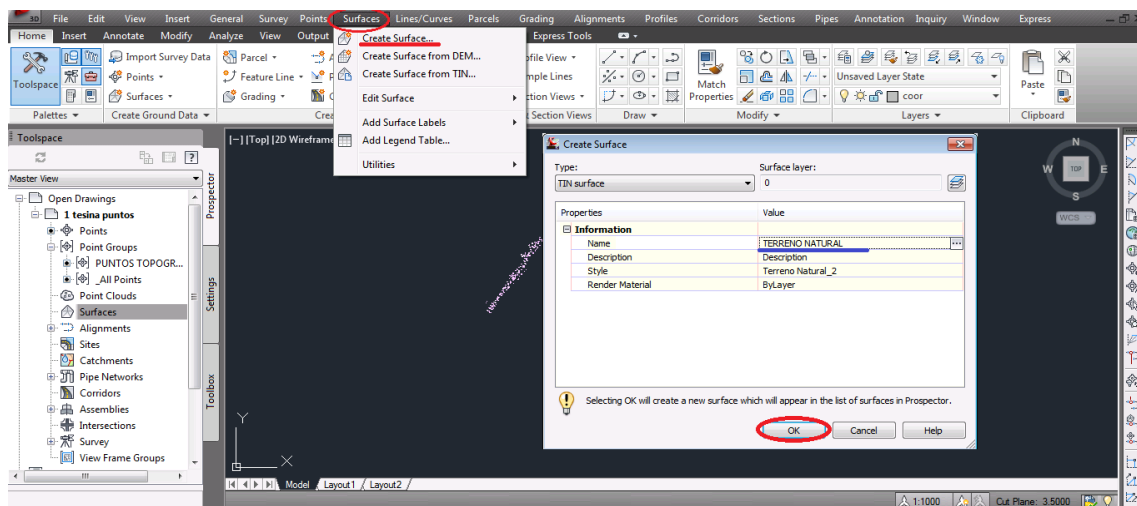 3D File Edit View Insert General Survey Points Surfaces Lines/Curves Parcels Grading Alignments Profiles Corridors Sections Pipes Annotation Inquiry Window Express
Home Insert Annotate Modify Analyze View Output Express Tools
Create Surface...
Create Surface from DEM...
Create Surface from TIN...
Edit Surface
Add Surface Labels
Add Legend Table...
Utilities
Toolspace
Import Survey Data
Points
Surfaces
Parcel
Feature Line
Grading
Match Properties
Unsaved Layer State
coor
Paste
Palettes
Create Ground Data
Section Views
Draw
Modify
Layers
Clipboard
Toolspace
Master View
Open Drawings
1 tesina puntos
Points
Point Groups
PUNTOS TOPOGR...
_All Points
Point Clouds
Surfaces
Alignments
Sites
Catchments
Pipe Networks
Corridors
Assemblies
Intersections
Survey
View Frame Groups
Prospector
Settings
Toolbox
[−] [Top] [2D Wireframe
Y
X
Model Layout1 Layout2
Create Surface
Type:
Surface layer:
TIN surface
0
Properties Value
Information
Name TERRENO NATURAL
Description Description
Style Terreno Natural_2
Render Material ByLayer
Selecting OK will create a new surface which will appear in the list of surfaces in Prospector.
OK Cancel Help
N
W TOP E
S
WCS
1:1000 Cut Plane: 3.5000